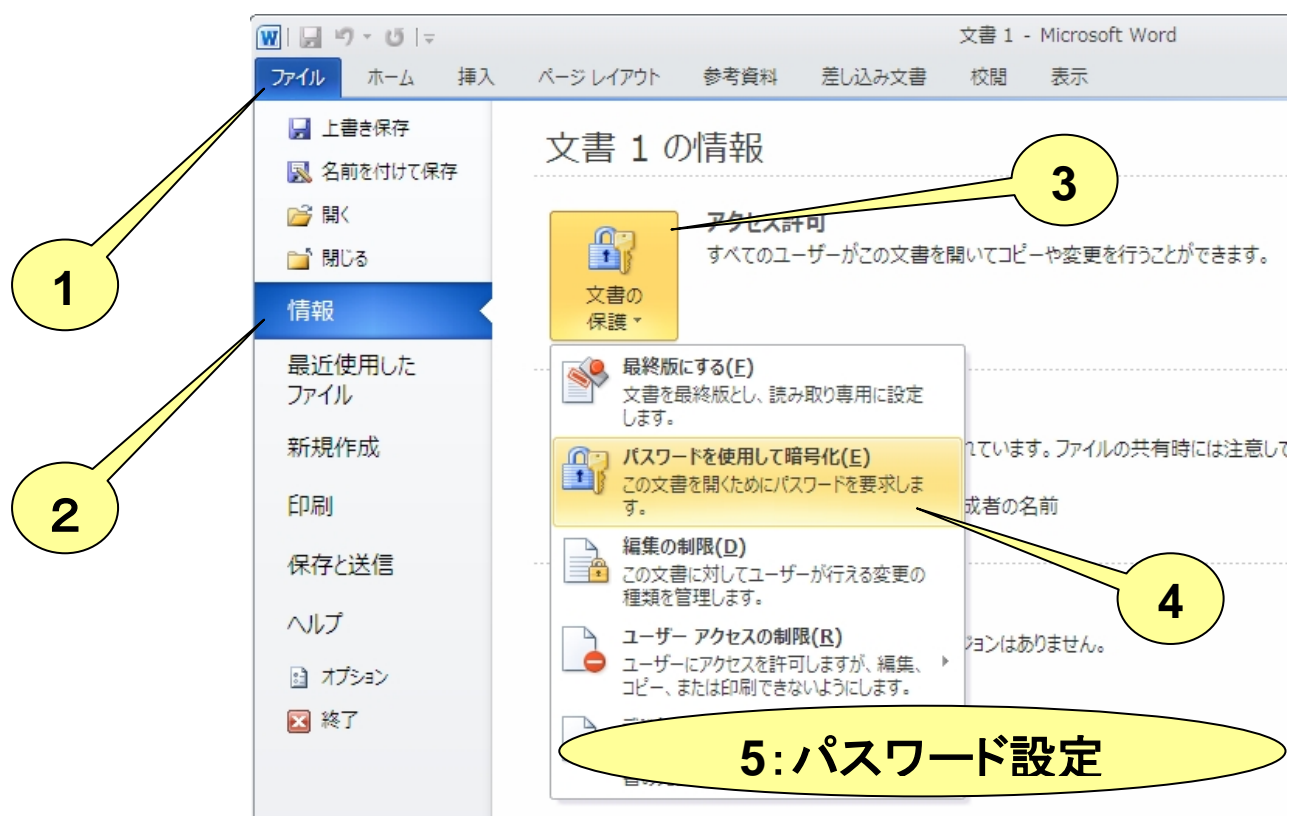 文書 1 - Microsoft Word
ファイル ホーム 挿入 ページ レイアウト 参考資料 差し込み文書 校閲 表示
上書き保存
名前を付けて保存
開く
閉じる
情報
最近使用した
ファイル
新規作成
印刷
保存と送信
ヘルプ
オプション
終了
文書 1 の情報
アクセス許可
すべてのユーザーがこの文書を開いてコピーや変更を行うことができます。
文書の
保護
最終版にする(F)
文書を最終版とし、読み取り専用に設定
します。
パスワードを使用して暗号化(E)
この文書を開くためにパスワードを要求しま
す。
編集の制限(D)
この文書に対してユーザーが行える変更の
種類を管理します。
ユーザー アクセスの制限(R)
ユーザーにアクセスを許可しますが、編集、
コピー、または印刷できないようにします。
れています。ファイルの共有時には注意して
成者の名前
ジョンはありません。
1
2
3
4
5:パスワード設定